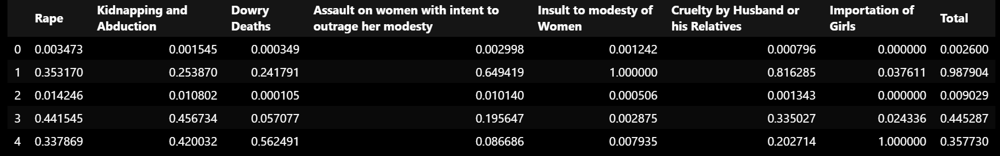 Rape Kidnapping and Abduction Dowry Deaths Assault on women with intent to outrage her modesty Insult to modesty of Women Cruelty by Husband or his Relatives Importation of Girls Total
0 0.003473 0.001545 0.000349 0.002998 0.001242 0.000796 0.000000 0.002600
1 0.353170 0.253870 0.241791 0.649419 1.000000 0.816285 0.037611 0.987904
2 0.014246 0.010802 0.000105 0.010140 0.000506 0.001343 0.000000 0.009029
3 0.441545 0.456734 0.057077 0.195647 0.002875 0.335027 0.024336 0.445287
4 0.337869 0.420032 0.562491 0.086686 0.007935 0.202714 1.000000 0.357730